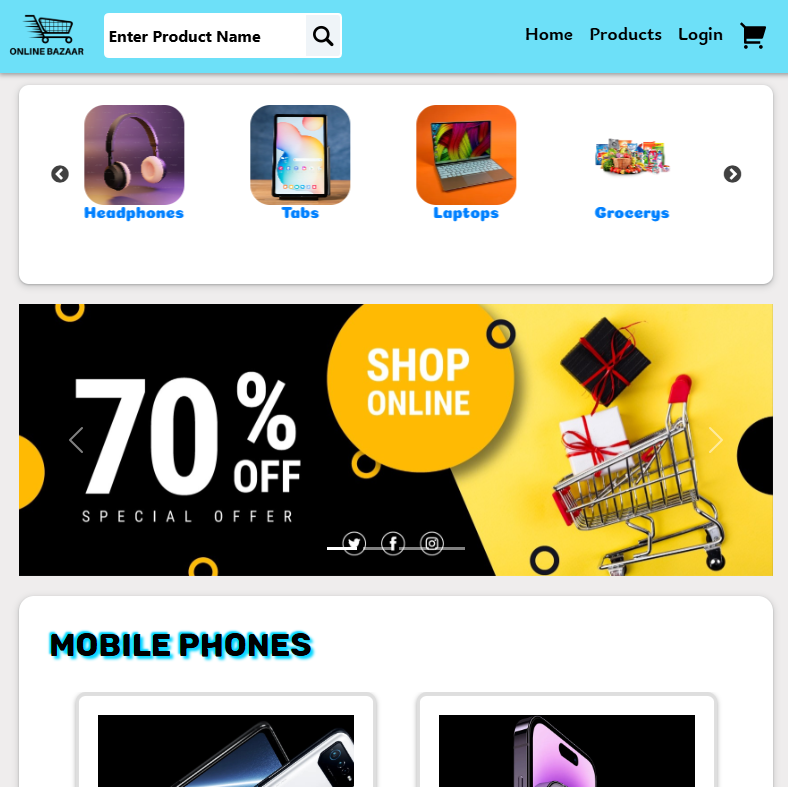 ONLINE BAZAAR
Enter Product Name
Home Products Login
Headphones Tabs Laptops Grocerys
SHOP
ONLINE
70%
OFF
SPECIAL OFFER
MOBILE PHONES